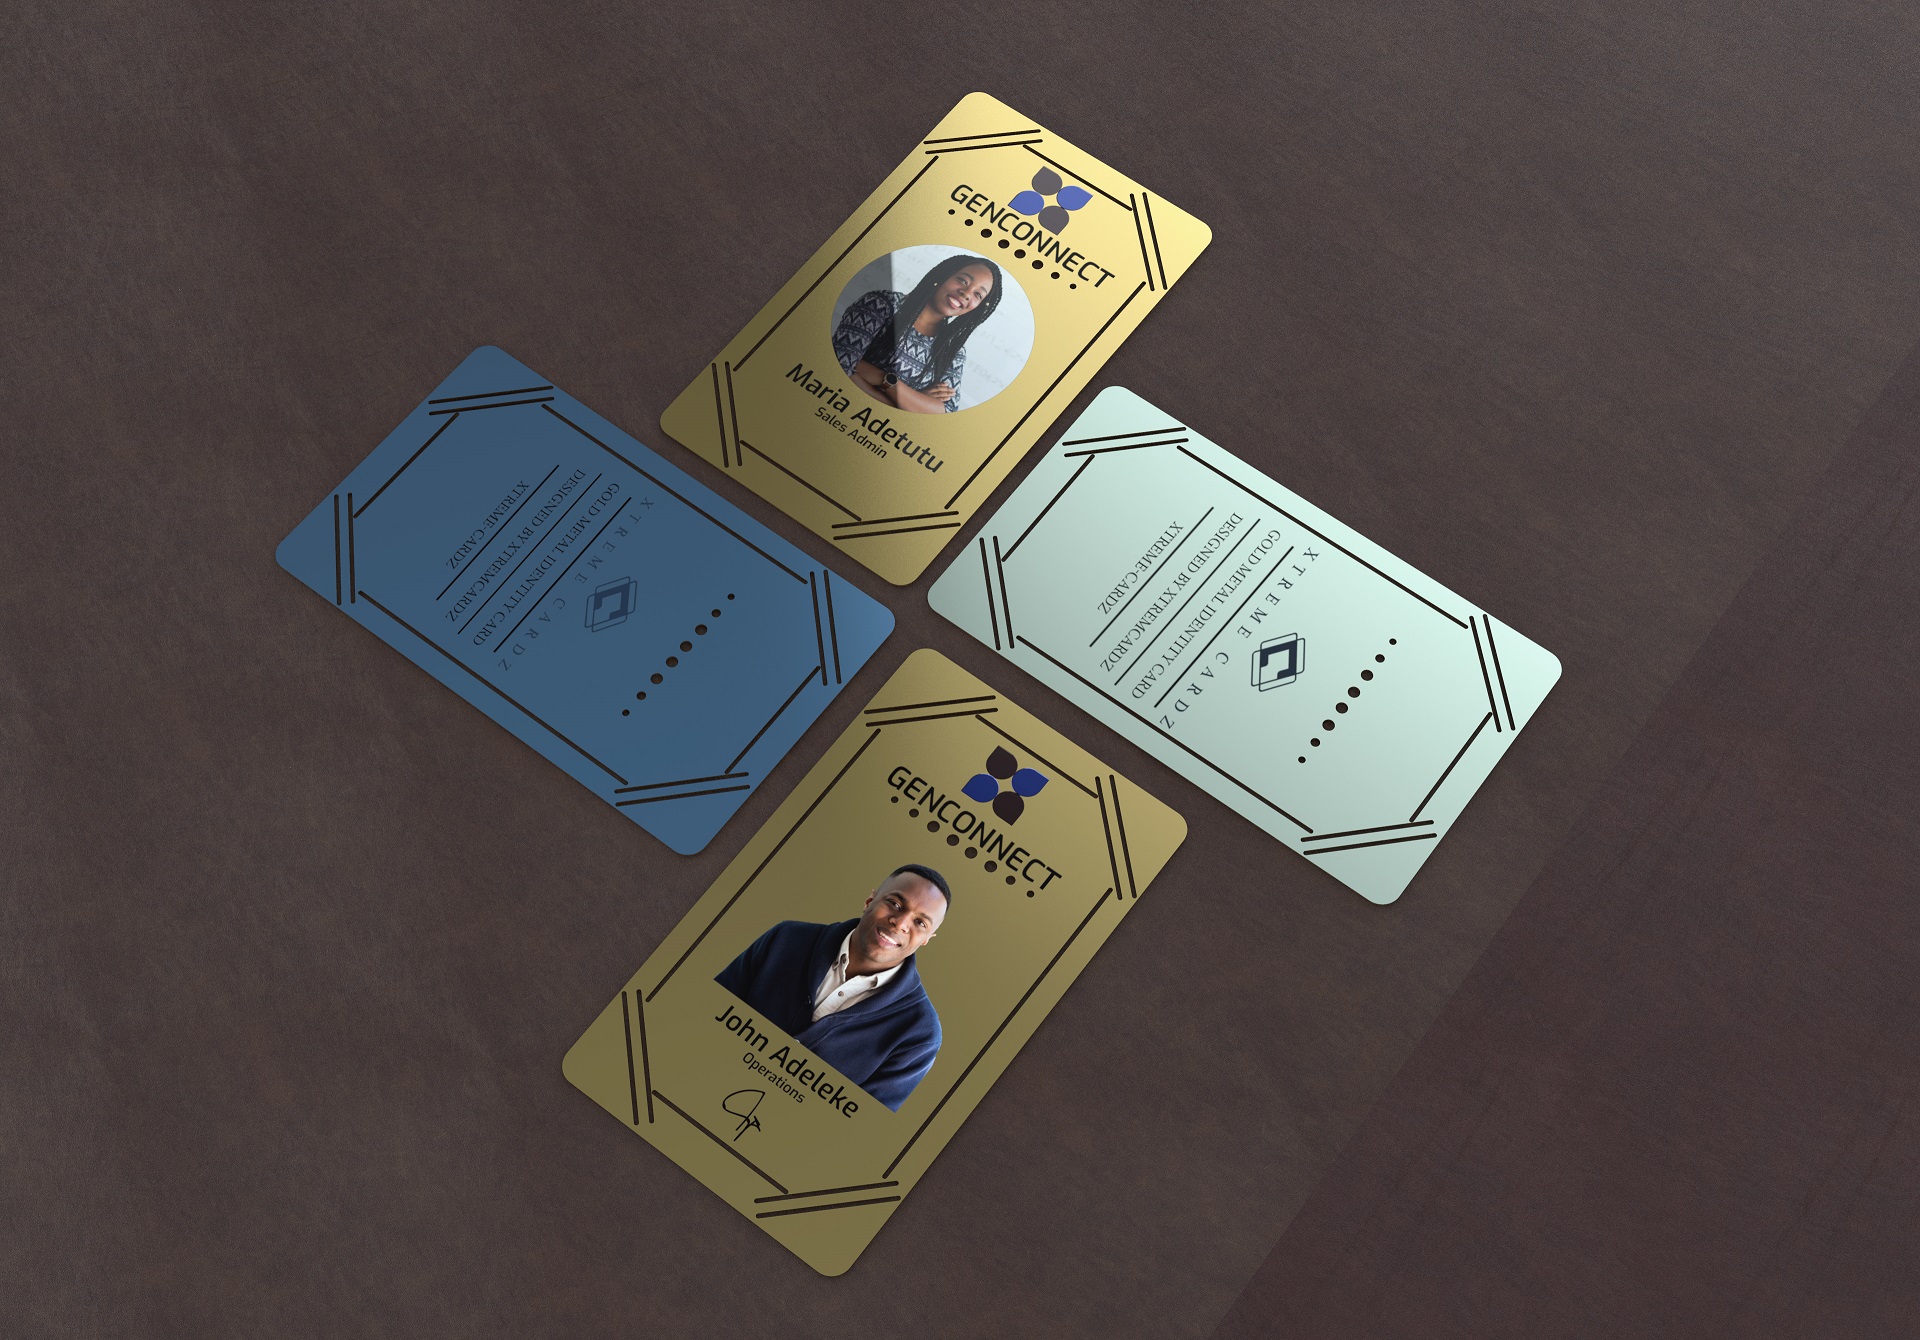 GENCONNECT
Maria Adetutu
Sales Admin
XTREME CARDZ
GOLD METAL IDENTITY CARD
DESIGNED BY XTREMCARDZ
XTREME-CARDZ
XTREME CARDZ
GOLD METAL IDENTITY CARD
DESIGNED BY XTREMCARDZ
XTREME-CARDZ
GENCONNECT
John Adeleke
Operations